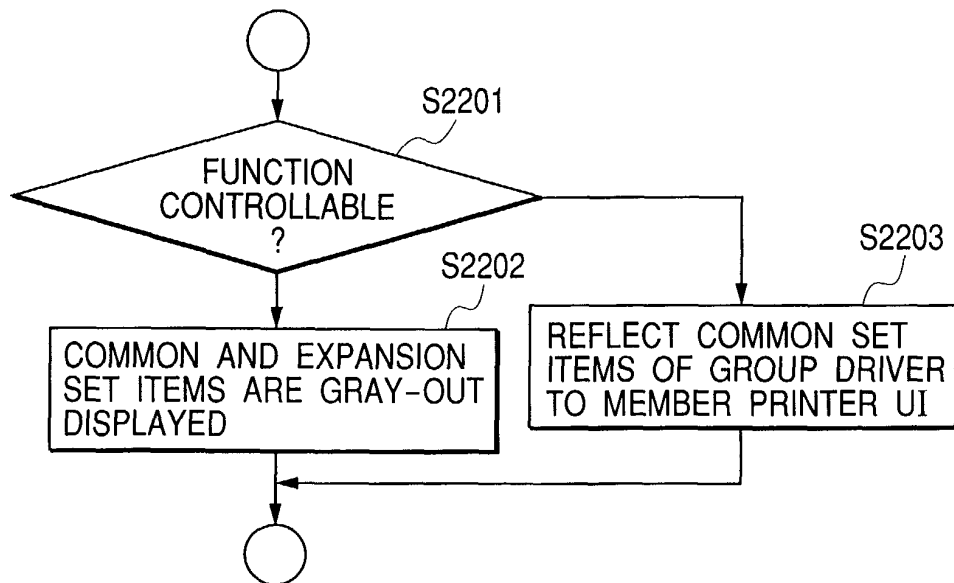 S2201
FUNCTION
CONTROLLABLE
?
S2202
COMMON AND EXPANSION
SET ITEMS ARE GRAY-OUT
DISPLAYED
S2203
REFLECT COMMON SET
ITEMS OF GROUP DRIVER
TO MEMBER PRINTER UI